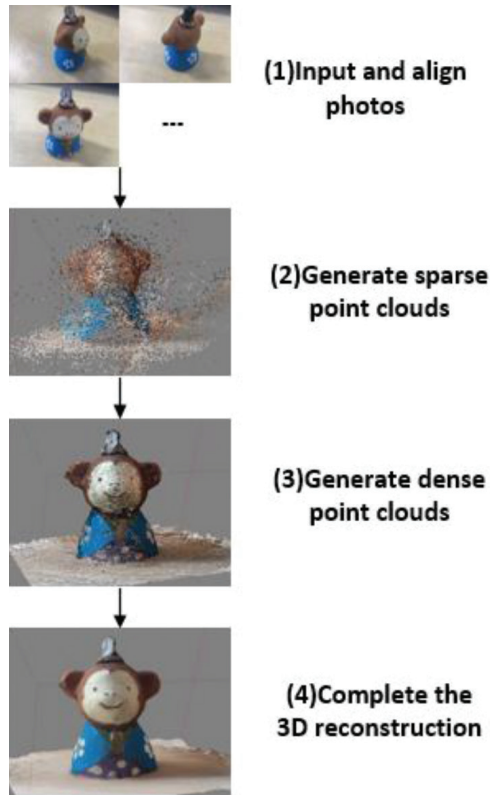 (1)Input and align
photos
---
(2)Generate sparse
point clouds
(3)Generate dense
point clouds
(4)Complete the
3D reconstruction